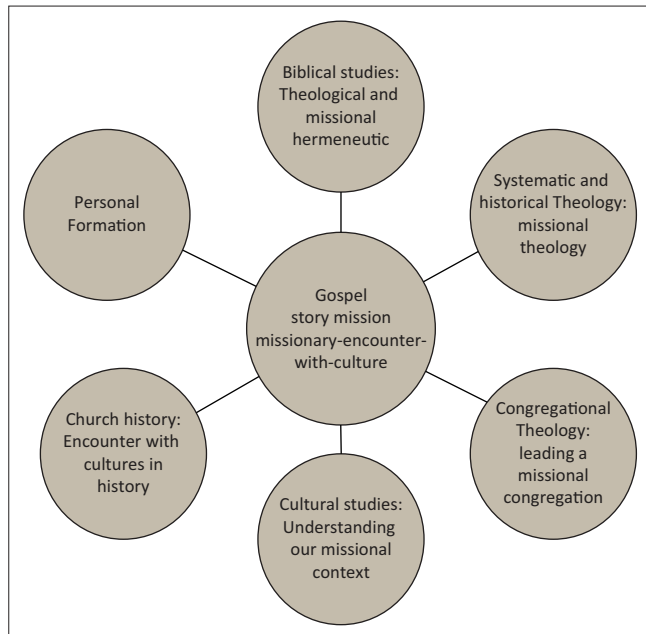 Biblical studies:
Theological and
missional
hermeneutic
Systematic and
historical Theology:
missional
theology
Personal
Formation
Gospel
story mission
missionary-encounter-
with-culture
Church history:
Encounter with
cultures in
history
Congregational
Theology:
leading a
missional
congregation
Cultural studies:
Understanding
our missional
context